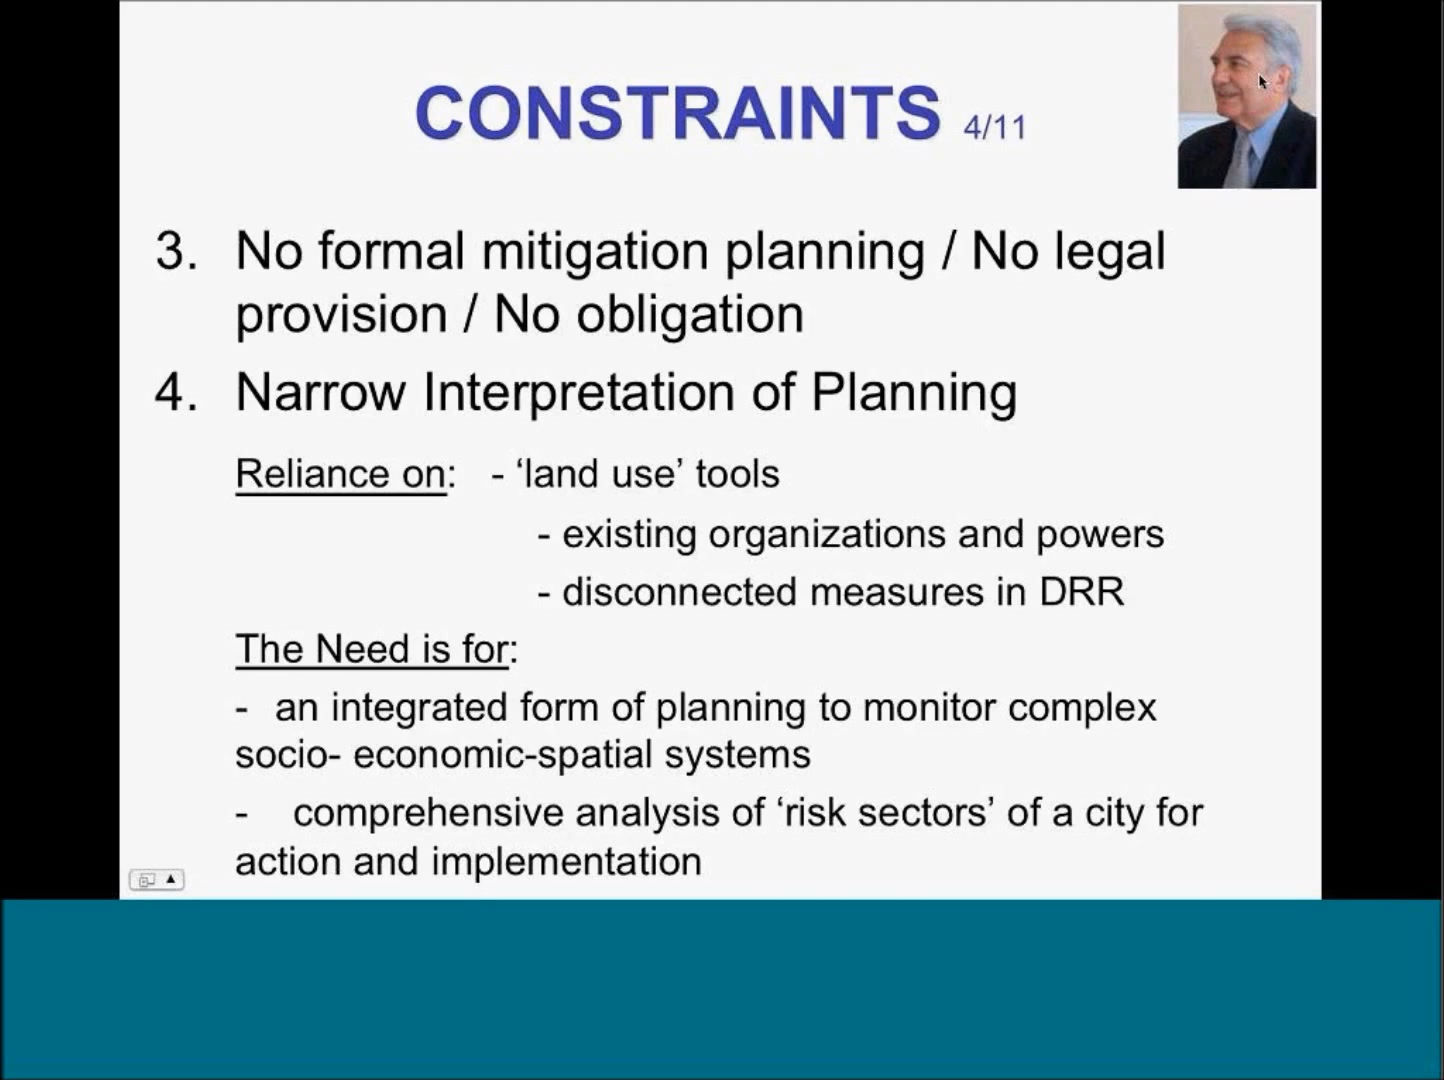 CONSTRAINTS 4/11
3. No formal mitigation planning / No legal
provision / No obligation
4. Narrow Interpretation of Planning
Reliance on: - ‘land use’ tools
- existing organizations and powers
- disconnected measures in DRR
The Need is for:
- an integrated form of planning to monitor complex
socio- economic-spatial systems
- comprehensive analysis of ‘risk sectors’ of a city for
action and implementation